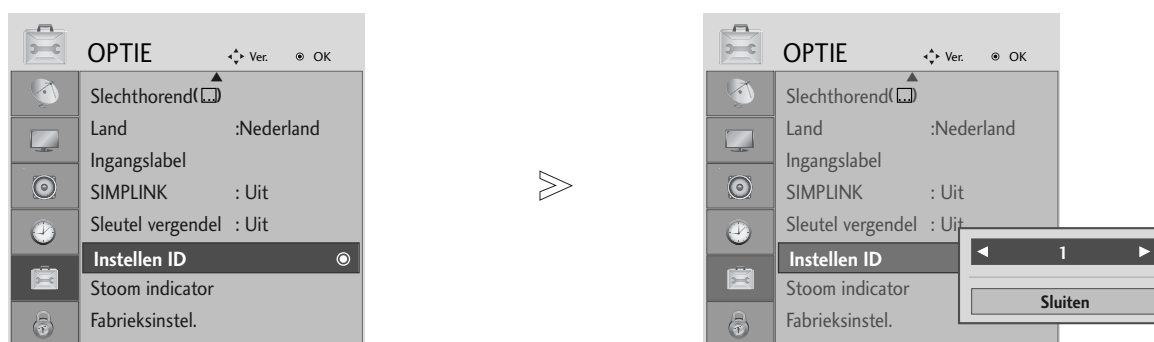 OPTIE Ver. OK
Slechthorend( )
Land :Nederland
Ingangslabel
SIMPLINK : Uit
Sleutel vergendel : Uit
Instellen ID
Stoom indicator
Fabrieksinstel.
OPTIE Ver. OK
Slechthorend( )
Land :Nederland
Ingangslabel
SIMPLINK : Uit
Sleutel vergendel : Uit
Instellen ID
◄ 1 ►
Stoom indicator
Sluiten
Fabrieksinstel.